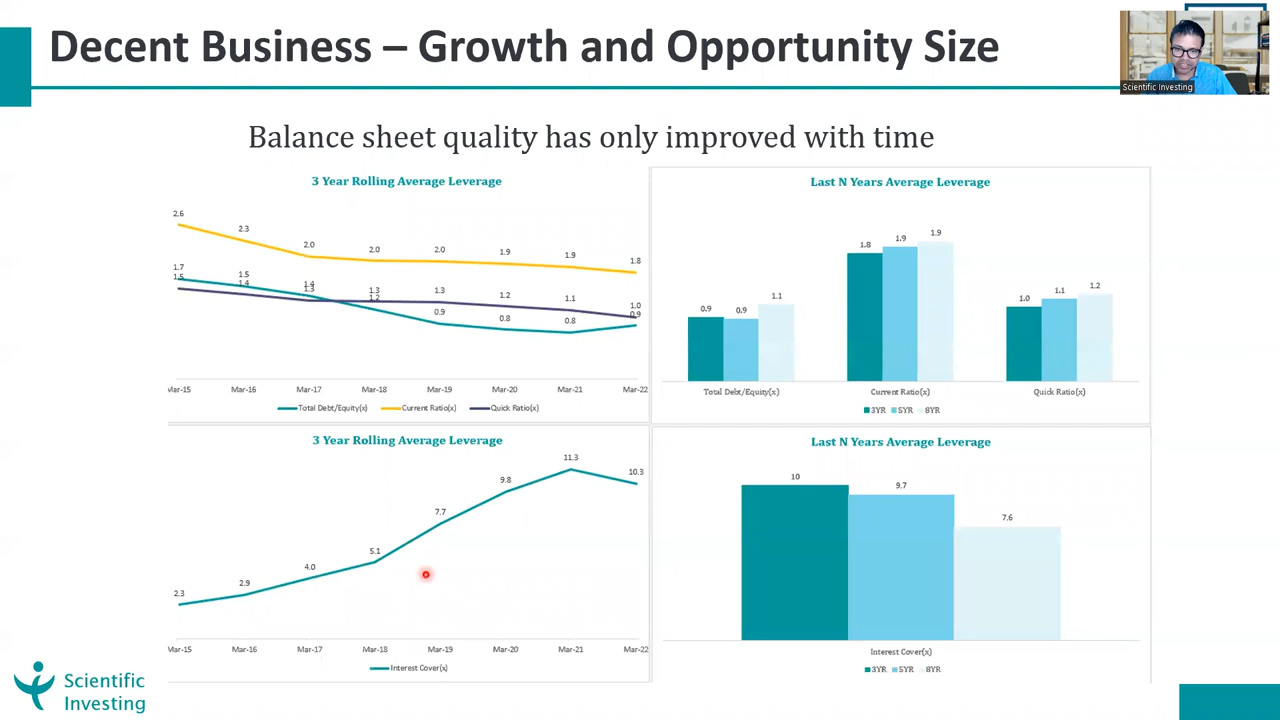 Decent Business – Growth and Opportunity Size
Scientific Investing
Balance sheet quality has only improved with time
3 Year Rolling Average Leverage
2.6
2.3
2.0
2.0
2.0
1.9
1.9
1.8
1.7
1.5
1.4
1.2
0.9
0.8
0.8
0.9
1.5
1.4
1.3
1.3
1.3
1.2
1.1
1.0
Mar-15 Mar-16 Mar-17 Mar-18 Mar-19 Mar-20 Mar-21 Mar-22
Total Debt/Equity(x) Current Ratio(x) Quick Ratio(x)
Last N Years Average Leverage
0.9 0.9 1.1
1.8 1.9 1.9
1.0 1.1 1.2
Total Debt/Equity(x) Current Ratio(x) Quick Ratio(x)
3YR 5YR 8YR
3 Year Rolling Average Leverage
2.3 2.9 4.0 5.1 7.7 9.8 11.3 10.3
Mar-15 Mar-16 Mar-17 Mar-18 Mar-19 Mar-20 Mar-21 Mar-22
Interest Cover(x)
Last N Years Average Leverage
10 9.7 7.6
Interest Cover(x)
3YR 5YR 8YR
Scientific
Investing